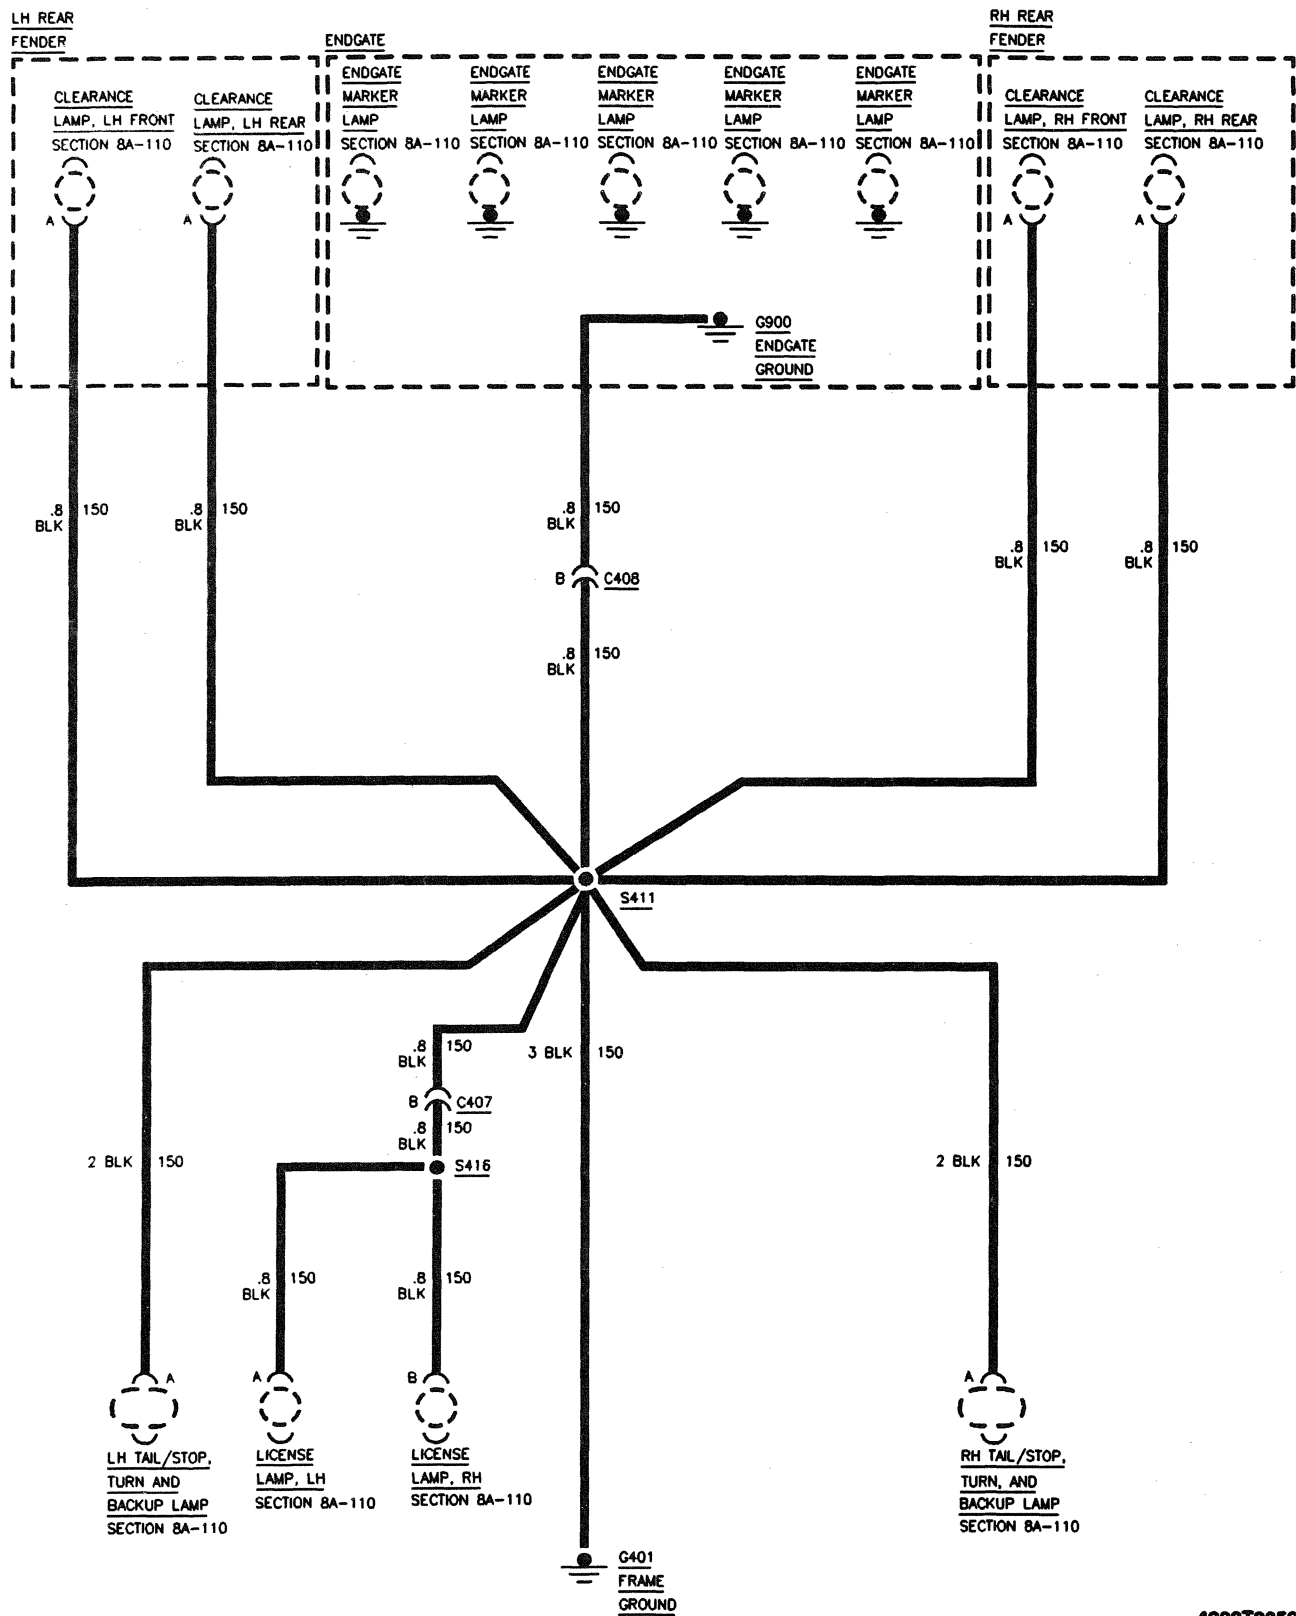 LH REAR
FENDER
ENDGATE
RH REAR
FENDER
CLEARANCE
LAMP, LH FRONT
SECTION 8A-110
A
CLEARANCE
LAMP, LH REAR
SECTION 8A-110
A
ENDGATE
MARKER
LAMP
SECTION 8A-110
ENDGATE
MARKER
LAMP
SECTION 8A-110
ENDGATE
MARKER
LAMP
SECTION 8A-110
ENDGATE
MARKER
LAMP
SECTION 8A-110
ENDGATE
MARKER
LAMP
SECTION 8A-110
CLEARANCE
LAMP, RH FRONT
SECTION 8A-110
A
CLEARANCE
LAMP, RH REAR
SECTION 8A-110
A
G900
ENDGATE
GROUND
.8 150
BLK
.8 150
BLK
.8 150
BLK
.8 150
BLK
.8 150
BLK
B C408
.8 150
BLK
S411
.8 150
BLK
3 BLK 150
B C407
.8 150
BLK
S416
2 BLK 150
2 BLK 150
.8 150
BLK
.8 150
BLK
A
A
B
A
LH TAIL/STOP,
TURN AND
BACKUP LAMP
SECTION 8A-110
LICENSE
LAMP, LH
SECTION 8A-110
LICENSE
LAMP, RH
SECTION 8A-110
RH TAIL/STOP,
TURN, AND
BACKUP LAMP
SECTION 8A-110
G401
FRAME
GROUND